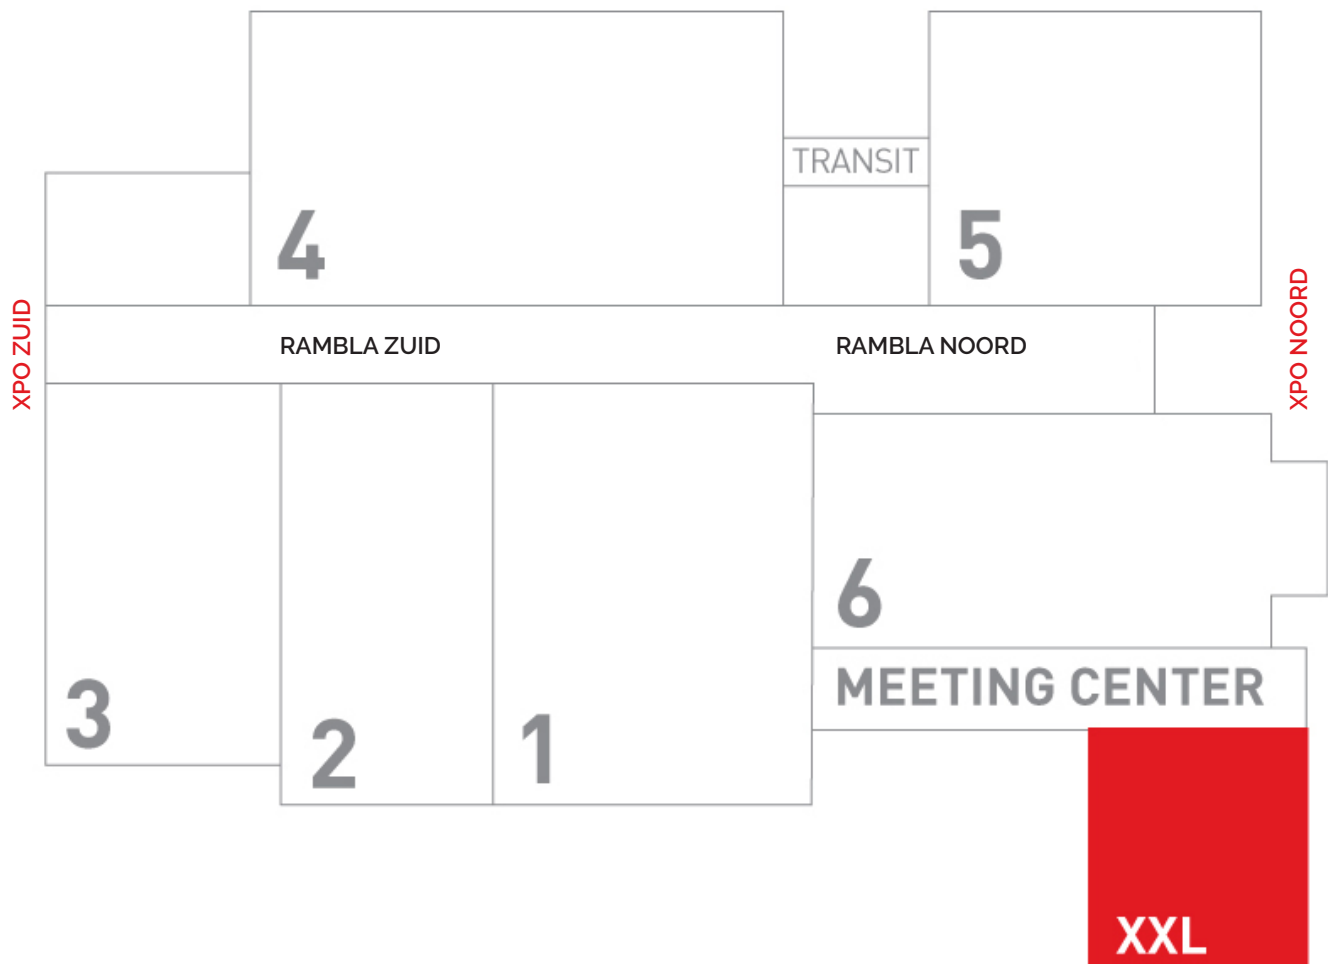 TRANSIT
4
5
XPO ZUID
RAMBLA ZUID
RAMBLA NOORD
XPO NOORD
6
MEETING CENTER
3
2
1
XXL